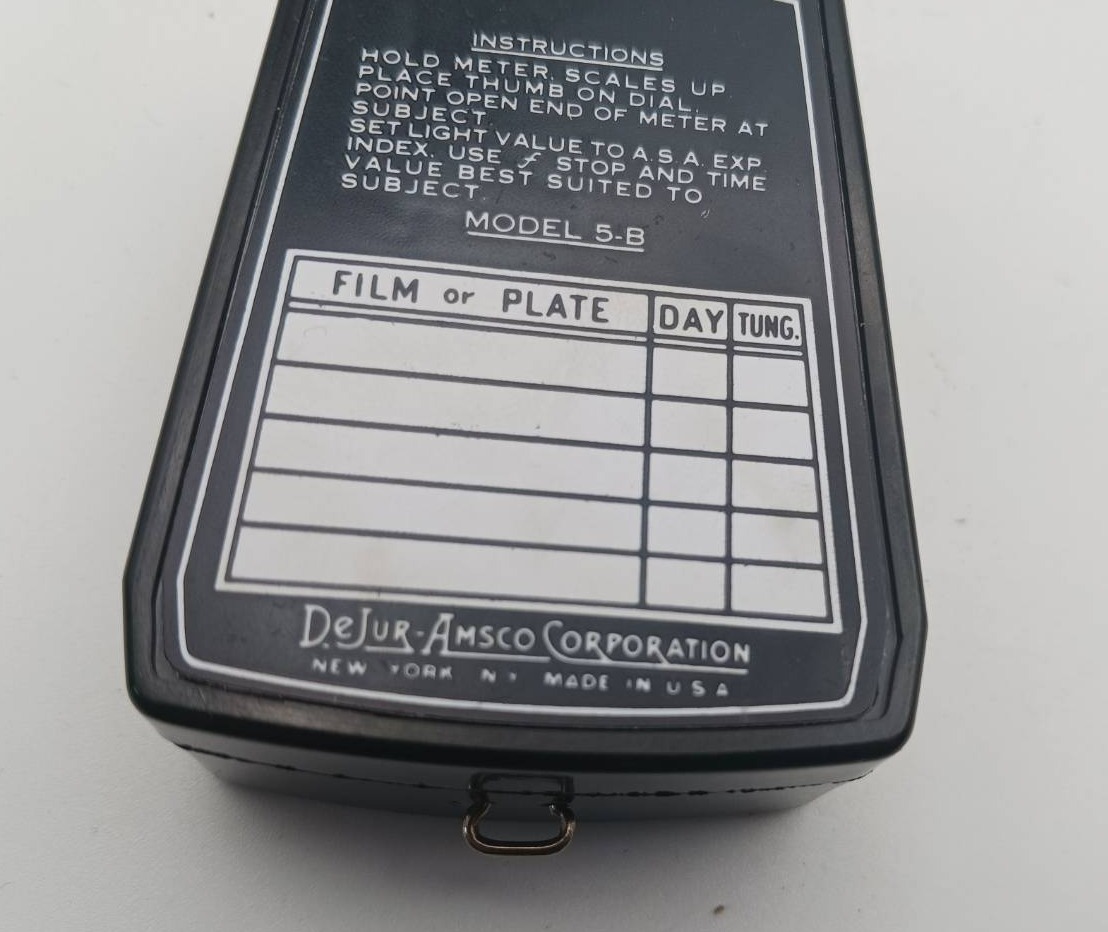 INSTRUCTIONS
HOLD METER, SCALES UP.
PLACE THUMB ON DIAL.
POINT OPEN END OF METER AT
SUBJECT.
SET LIGHT VALUE TO A.S.A. EXP.
INDEX. USE f STOP AND TIME
VALUE BEST SUITED TO
SUBJECT.
MODEL 5-B
FILM or PLATE DAY TUNG.
DeJUR-AMSCO CORPORATION
NEW YORK N Y MADE IN U S A